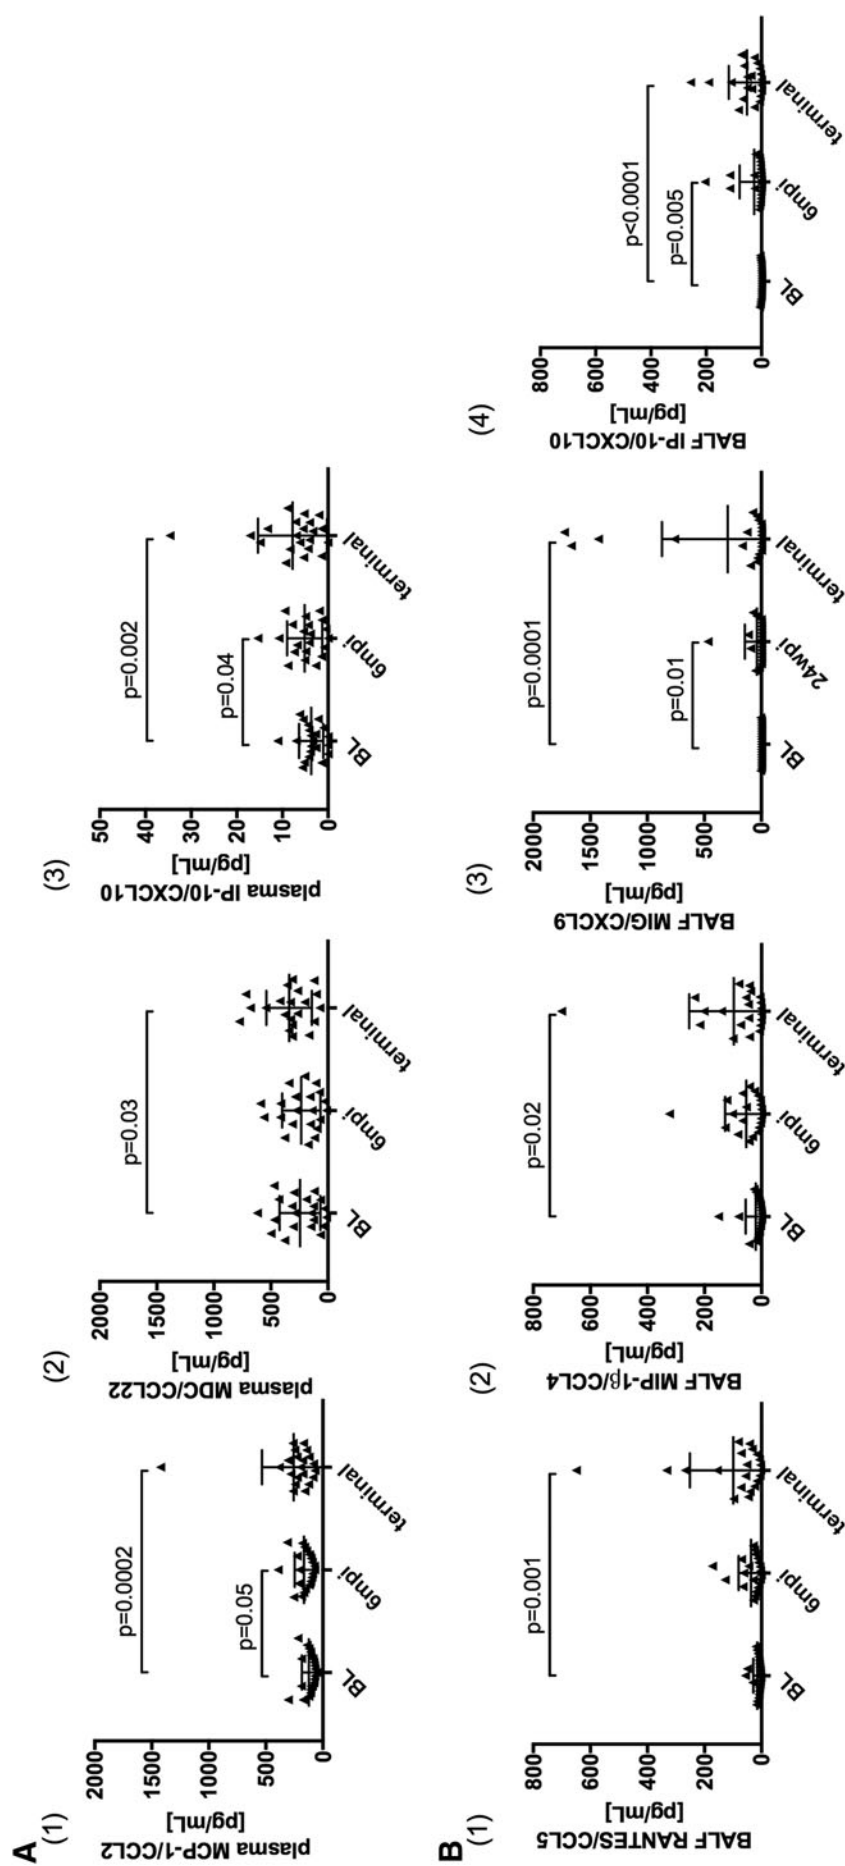 A
(1)
plasma MCP-1/CCL2
[pg/mL]
2000
1500
1000
500
0
p=0.0002
p=0.05
BL
6mpi
terminal
(2)
plasma MDC/CCL22
[pg/mL]
2000
1500
1000
500
0
p=0.03
BL
6mpi
terminal
(3)
plasma IP-10/CXCL10
[pg/mL]
50
40
30
20
10
0
p=0.002
p=0.04
BL
6mpi
terminal
B
(1)
BALF RANTES/CCL5
[pg/mL]
800
600
400
200
0
p=0.001
BL
6mpi
terminal
(2)
BALF MIP-1β/CCL4
[pg/mL]
800
600
400
200
0
p=0.02
BL
6mpi
terminal
(3)
BALF MIG/CXCL9
[pg/mL]
2000
1500
1000
500
0
p=0.0001
p=0.01
BL
24wpi
terminal
(4)
BALF IP-10/CXCL10
[pg/mL]
800
600
400
200
0
p<0.0001
p=0.005
BL
6mpi
terminal